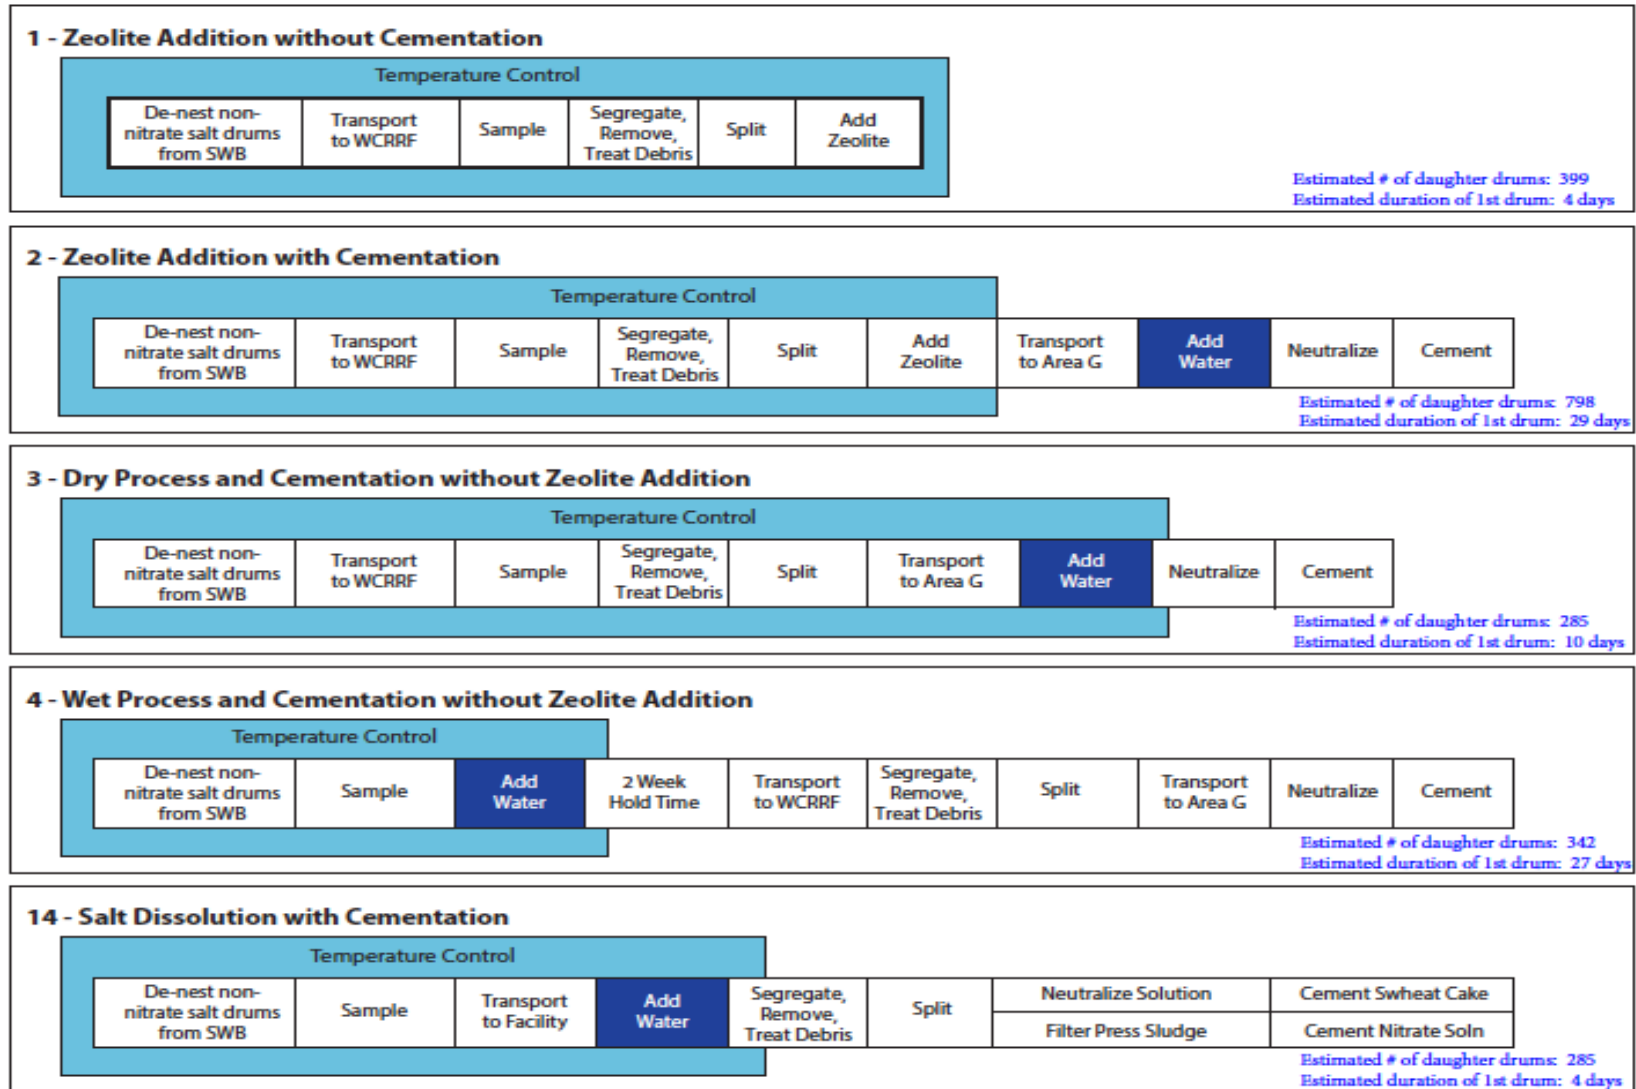 1 - Zeolite Addition without Cementation
Temperature Control
De-nest non-
nitrate salt drums
from SWB
Transport
to WCRRF
Sample
Segregate,
Remove,
Treat Debris
Split
Add
Zeolite
Estimated # of daughter drums: 399
Estimated duration of 1st drum: 4 days
2 - Zeolite Addition with Cementation
Temperature Control
De-nest non-
nitrate salt drums
from SWB
Transport
to WCRRF
Sample
Segregate,
Remove,
Treat Debris
Split
Add
Zeolite
Transport
to Area G
Add
Water
Neutralize
Cement
Estimated # of daughter drums: 798
Estimated duration of 1st drum: 29 days
3 - Dry Process and Cementation without Zeolite Addition
Temperature Control
De-nest non-
nitrate salt drums
from SWB
Transport
to WCRRF
Sample
Segregate,
Remove,
Treat Debris
Split
Transport
to Area G
Add
Water
Neutralize
Cement
Estimated # of daughter drums: 285
Estimated duration of 1st drum: 10 days
4 - Wet Process and Cementation without Zeolite Addition
Temperature Control
De-nest non-
nitrate salt drums
from SWB
Sample
Add
Water
2 Week
Hold Time
Transport
to WCRRF
Segregate,
Remove,
Treat Debris
Split
Transport
to Area G
Neutralize
Cement
Estimated # of daughter drums: 342
Estimated duration of 1st drum: 27 days
14 - Salt Dissolution with Cementation
Temperature Control
De-nest non-
nitrate salt drums
from SWB
Sample
Transport
to Facility
Add
Water
Segregate,
Remove,
Treat Debris
Split
Neutralize Solution
Filter Press Sludge
Cement Swheat Cake
Cement Nitrate Soln
Estimated # of daughter drums: 285
Estimated duration of 1st drum: 4 days